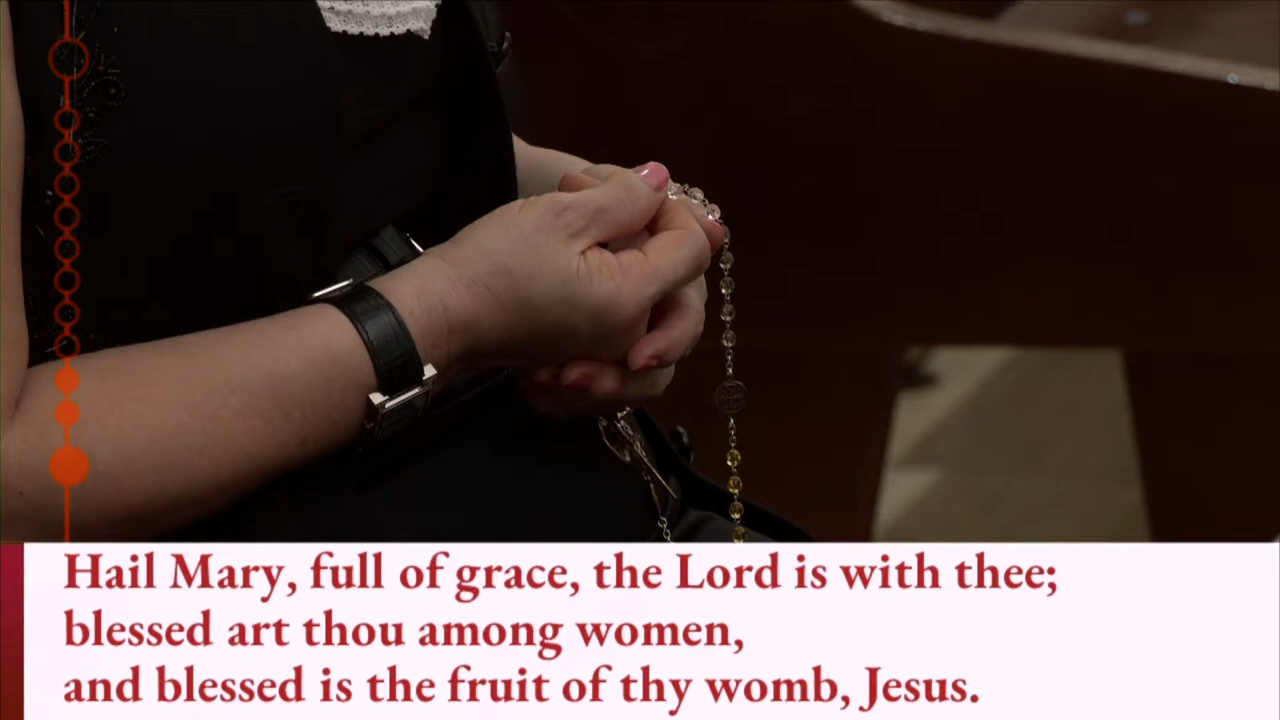 Hail Mary, full of grace, the Lord is with thee;
blessed art thou among women,
and blessed is the fruit of thy womb, Jesus.